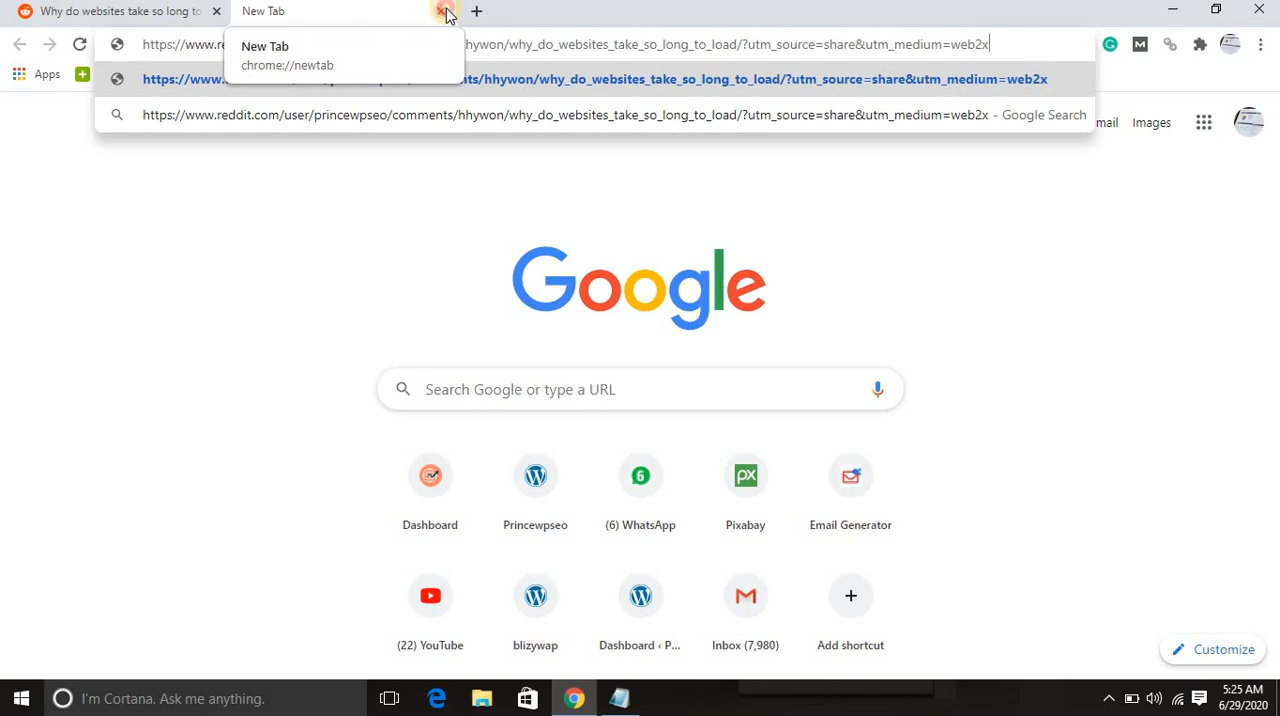 Why do websites take so long to
New Tab
https://www.re
hywon/why_do_websites_take_so_long_to_load/?utm_source=share&utm_medium=web2x
New Tab
chrome://newtab
Apps
https://www.
ts/hhywon/why_do_websites_take_so_long_to_load/?utm_source=share&utm_medium=web2x
https://www.reddit.com/user/princewpseo/comments/hhywon/why_do_websites_take_so_long_to_load/?utm_source=share&utm_medium=web2x - Google Search
mail Images
Google
Search Google or type a URL
Dashboard Princewpseo (6) WhatsApp Pixabay Email Generator
(22) YouTube blizywap Dashboard ‹ P... Inbox (7,980) Add shortcut
Customize
I'm Cortana. Ask me anything.
5:25 AM
6/29/2020